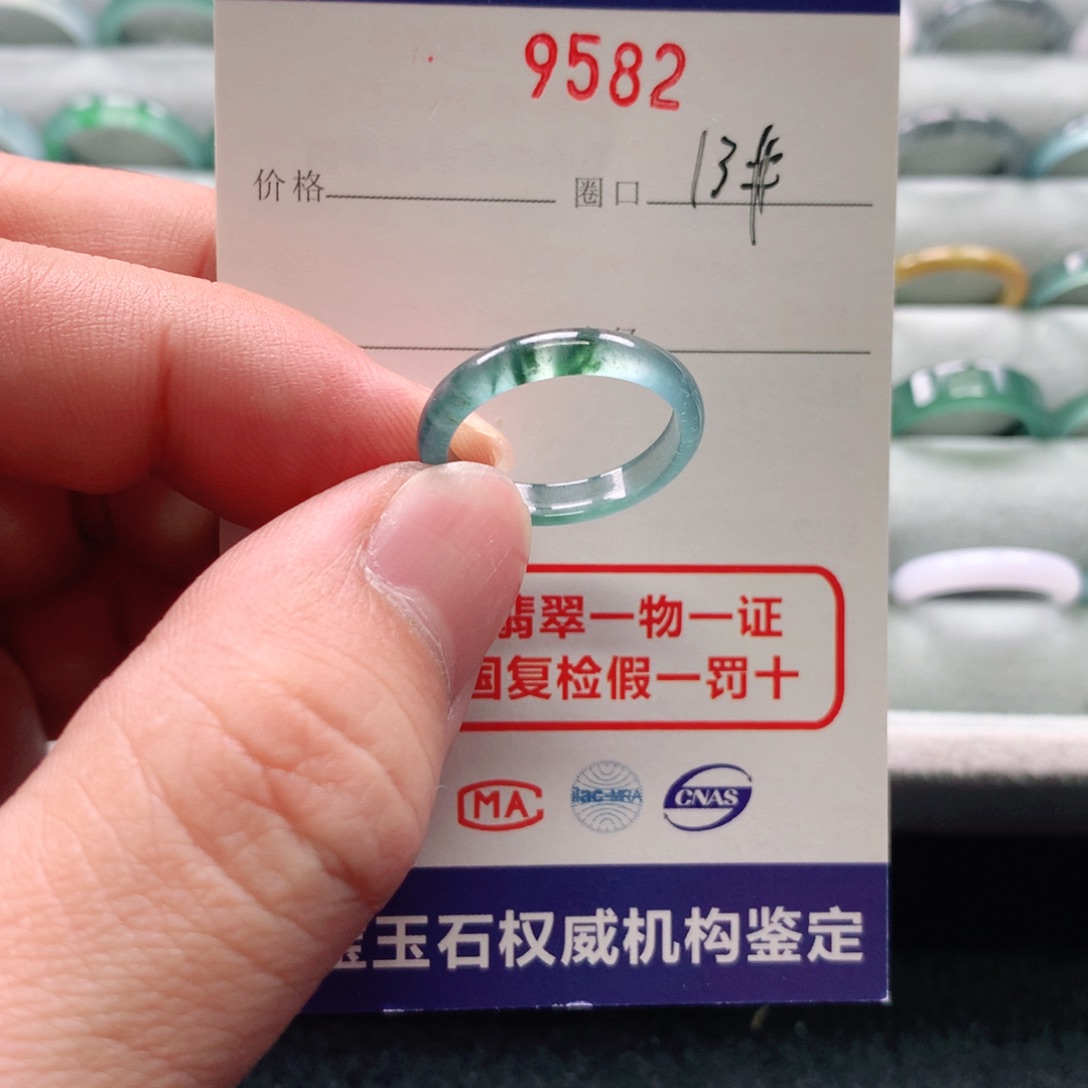 9582
价格 圈口 13#
翡翠一物一证
国复检假一罚十
MA ilac-MRA CNAS
玉石权威机构鉴定